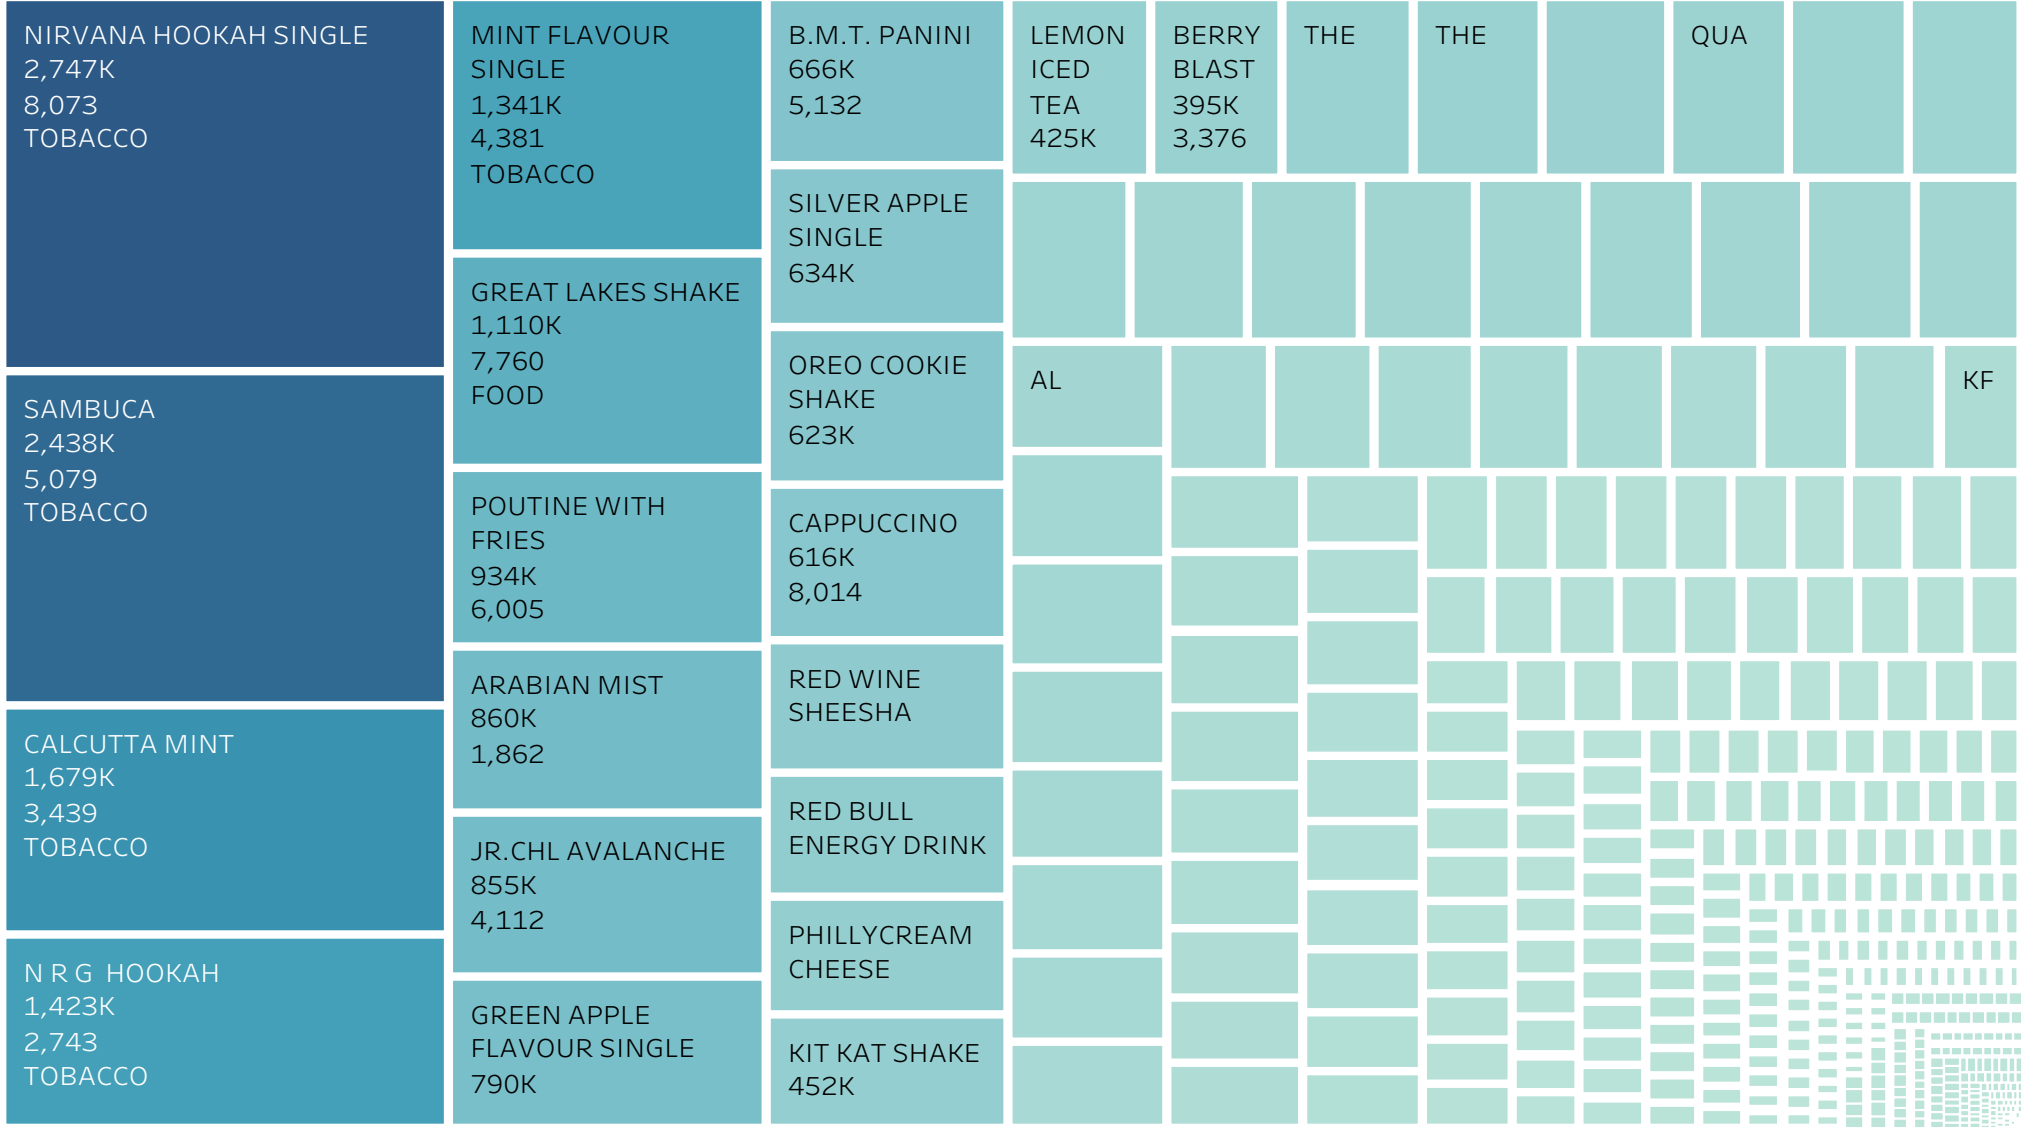 NIRVANA HOOKAH SINGLE
2,747K
8,073
TOBACCO
SAMBUCA
2,438K
5,079
TOBACCO
CALCUTTA MINT
1,679K
3,439
TOBACCO
N R G  HOOKAH
1,423K
2,743
TOBACCO
MINT FLAVOUR
SINGLE
1,341K
4,381
TOBACCO
GREAT LAKES SHAKE
1,110K
7,760
FOOD
POUTINE WITH
FRIES
934K
6,005
ARABIAN MIST
860K
1,862
JR.CHL AVALANCHE
855K
4,112
GREEN APPLE
FLAVOUR SINGLE
790K
B.M.T. PANINI
666K
5,132
SILVER APPLE
SINGLE
634K
OREO COOKIE
SHAKE
623K
CAPPUCCINO
616K
8,014
RED WINE
SHEESHA
RED BULL
ENERGY DRINK
PHILLYCREAM
CHEESE
KIT KAT SHAKE
452K
LEMON
ICED
TEA
425K
BERRY
BLAST
395K
3,376
THE
THE
QUA
AL
KF